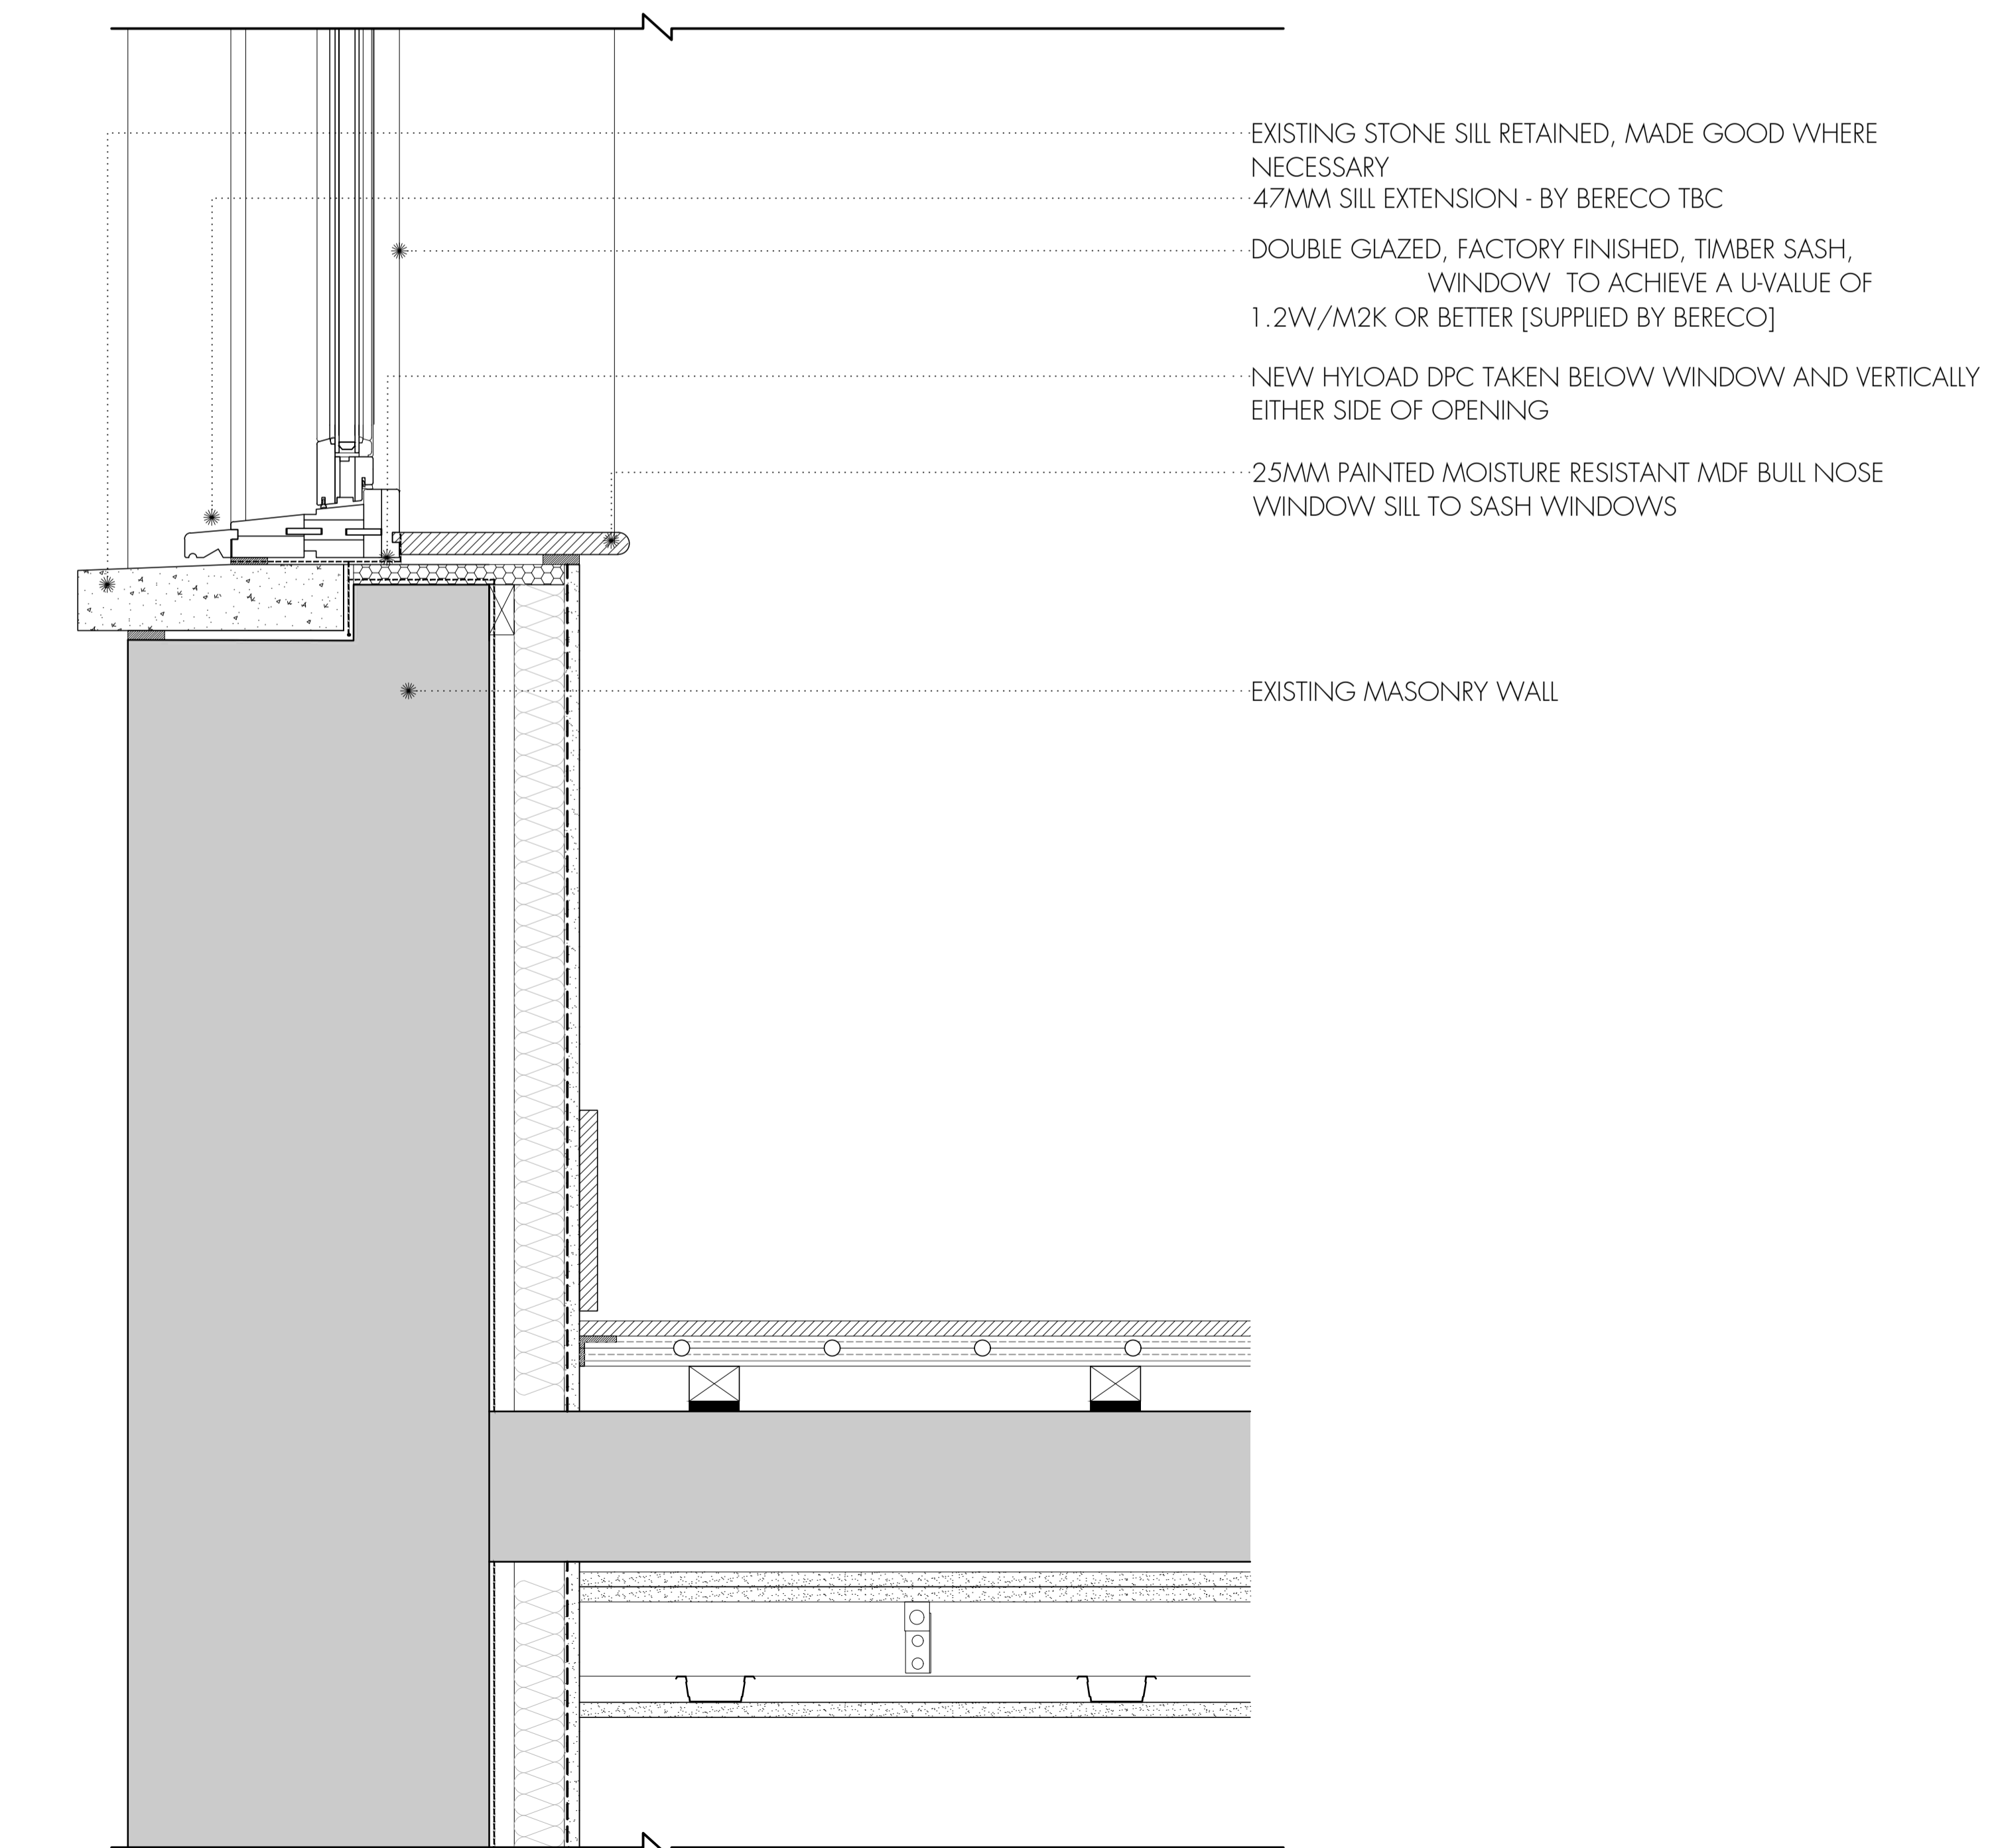 EXISTING STONE SILL RETAINED, MADE GOOD WHERE
NECESSARY
47MM SILL EXTENSION - BY BERECO TBC
DOUBLE GLAZED, FACTORY FINISHED, TIMBER SASH,
WINDOW TO ACHIEVE A U-VALUE OF
1.2W/M2K OR BETTER [SUPPLIED BY BERECO]
NEW HYLOAD DPC TAKEN BELOW WINDOW AND VERTICALLY
EITHER SIDE OF OPENING
25MM PAINTED MOISTURE RESISTANT MDF BULL NOSE
WINDOW SILL TO SASH WINDOWS
EXISTING MASONRY WALL